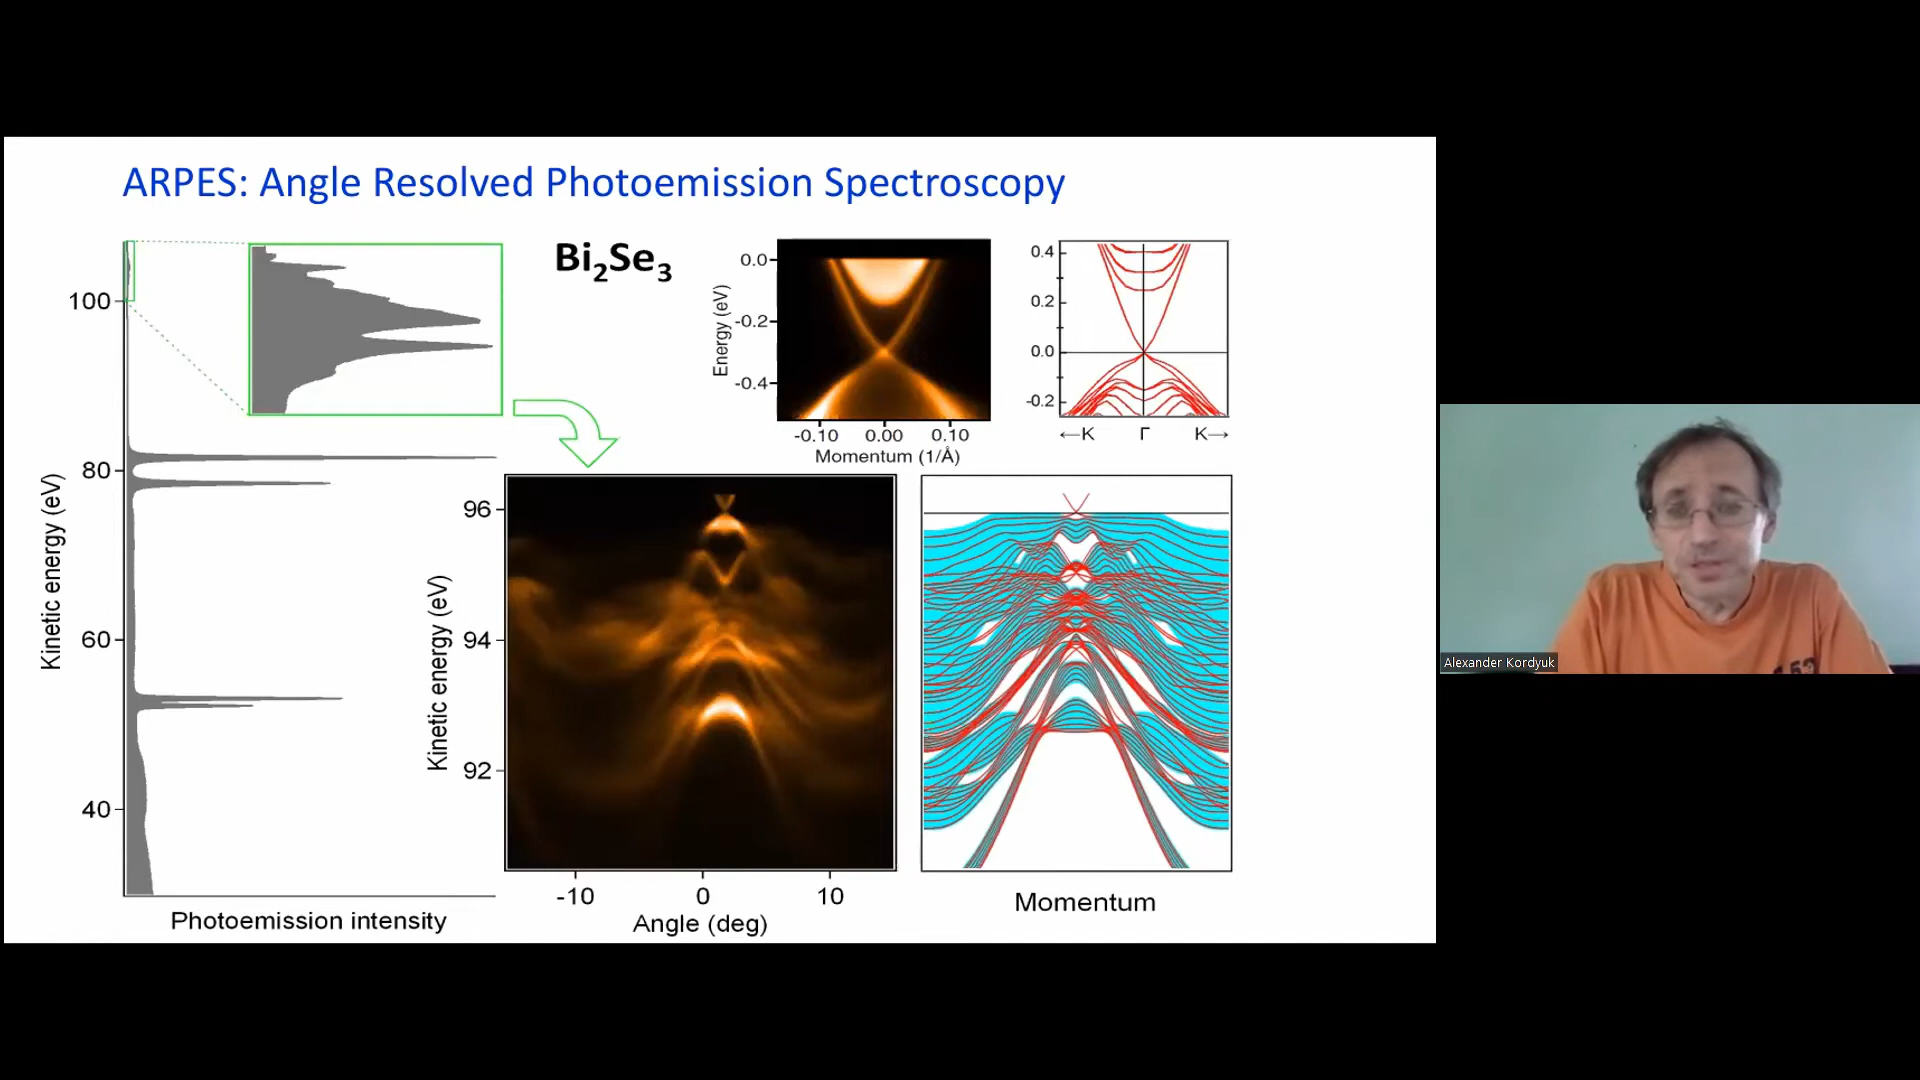 ARPES: Angle Resolved Photoemission Spectroscopy
Bi₂Se₃
Kinetic energy (eV)
100
80
60
40
Photoemission intensity
Energy (eV)
0.0
-0.2
-0.4
-0.10 0.00 0.10
Momentum (1/Å)
0.4
0.2
0.0
-0.2
←K Γ K→
Kinetic energy (eV)
96
94
92
-10 0 10
Angle (deg)
Momentum
Alexander Kordyuk